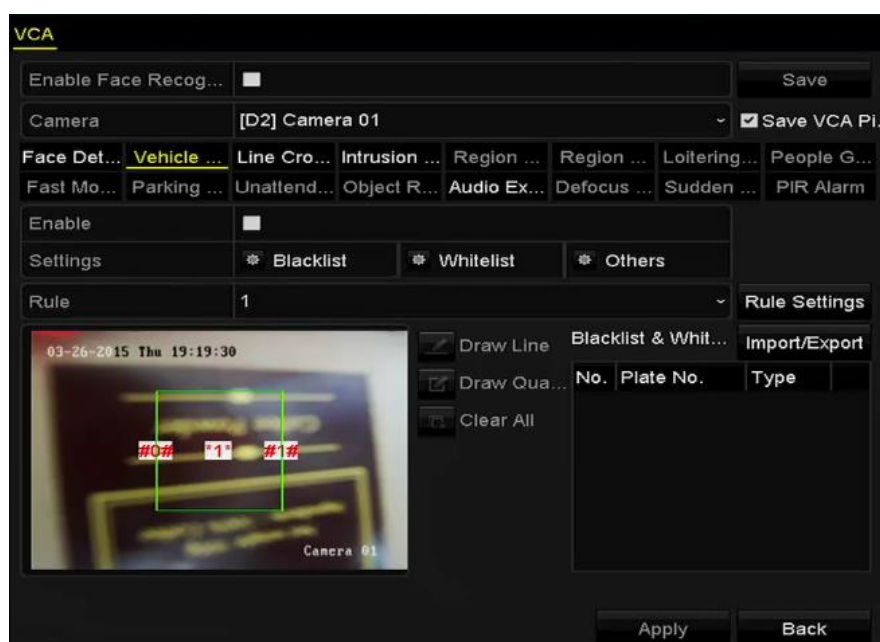 VCA
Enable Face Recog... Save
Camera [D2] Camera 01 Save VCA Pi.
Face Det... Vehicle ... Line Cro... Intrusion ... Region ... Region ... Loitering... People G...
Fast Mo... Parking ... Unattend... Object R... Audio Ex... Defocus ... Sudden ... PIR Alarm
Enable
Settings Blacklist Whitelist Others
Rule 1 Rule Settings
03-26-2015 Thu 19:19:30 Draw Line Blacklist & Whit... Import/Export
Draw Qua... No. Plate No. Type
Clear All
#0# *1* #1#
Camera 01
Apply Back